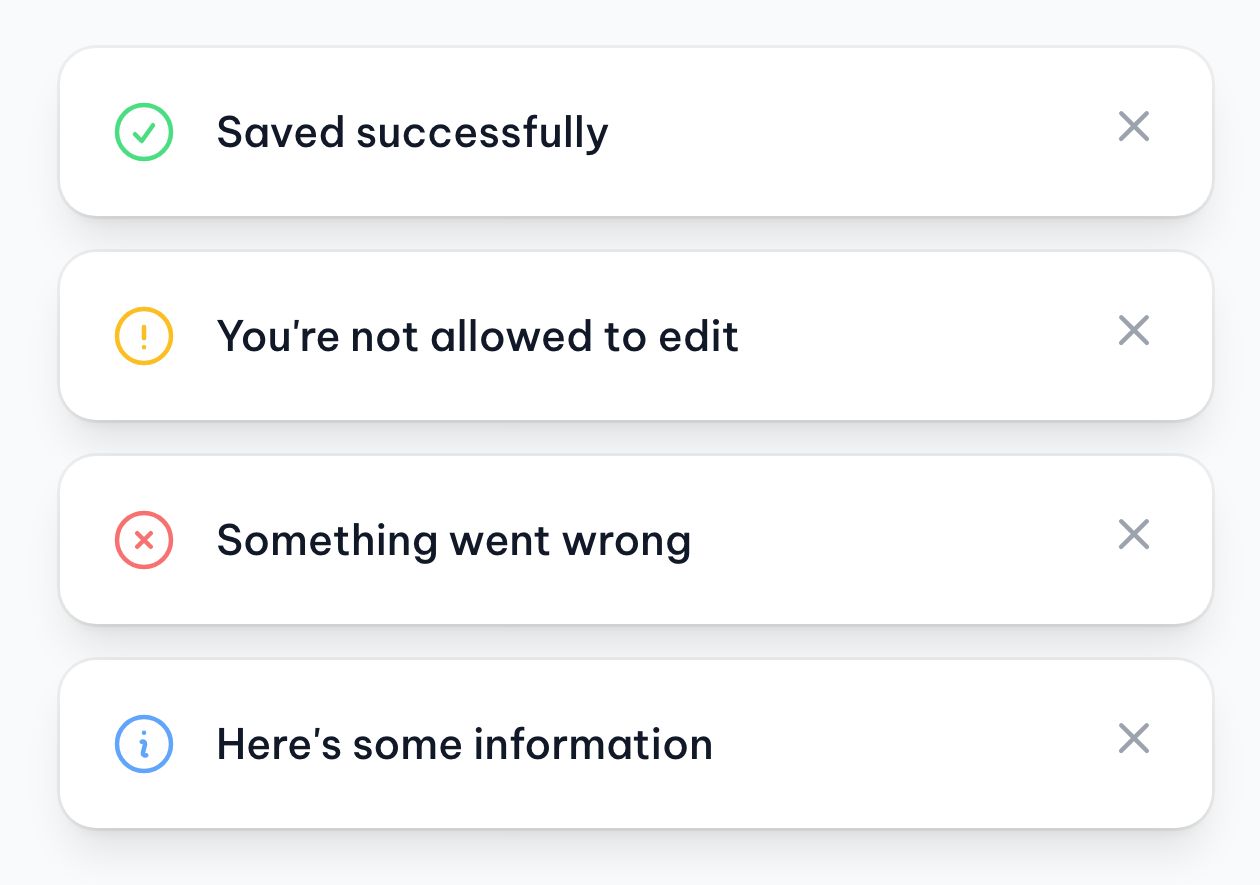 Saved successfully
You're not allowed to edit
Something went wrong
Here's some information